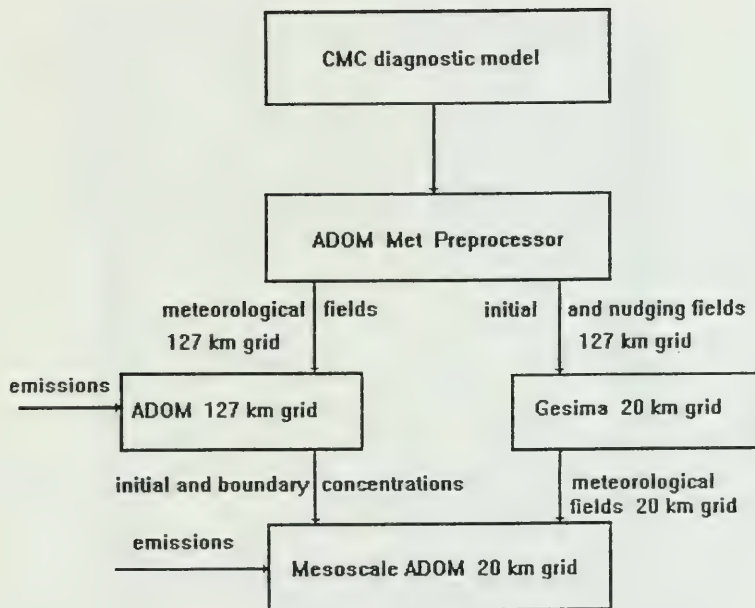 CMC diagnostic model
ADOM Met Preprocessor
meteorological fields
127 km grid
initial and nudging fields
127 km grid
emissions
ADOM 127 km grid
Gesima 20 km grid
initial and boundary concentrations
meteorological
fields 20 km grid
emissions
Mesoscale ADOM 20 km grid